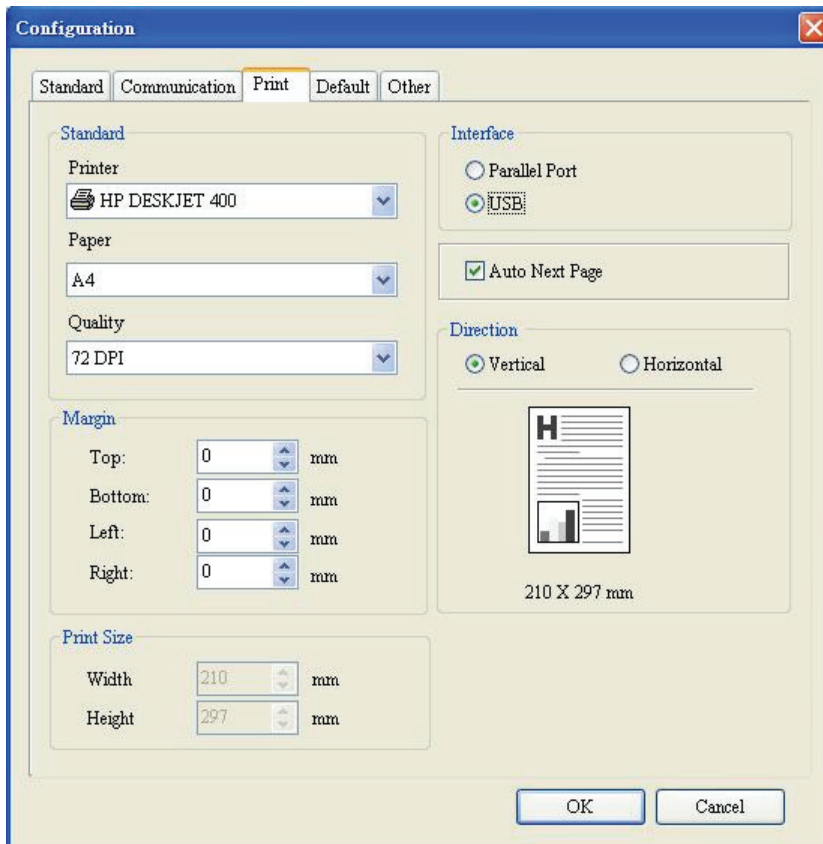 Configuration
Standard Communication Print Default Other
Standard
Printer
HP DESKJET 400
Paper
A4
Quality
72 DPI
Margin
Top: 0 mm
Bottom: 0 mm
Left: 0 mm
Right: 0 mm
Print Size
Width 210 mm
Height 297 mm
Interface
Parallel Port
USB
Auto Next Page
Direction
Vertical Horizontal
H
210 X 297 mm
OK Cancel